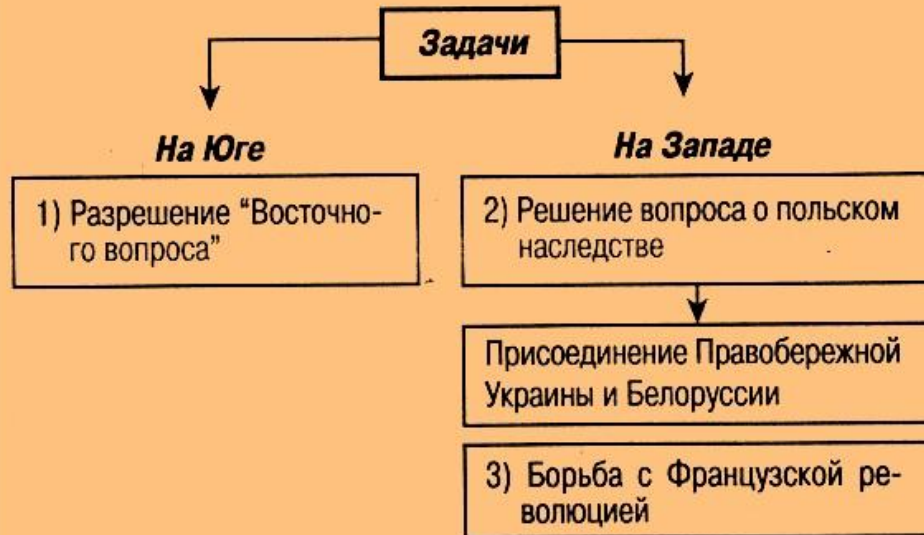 Задачи
На Юге
1) Разрешение “Восточно-
го вопроса”
На Западе
2) Решение вопроса о польском
наследстве
Присоединение Правобережной
Украины и Белоруссии
3) Борьба с Французской ре-
волюцией